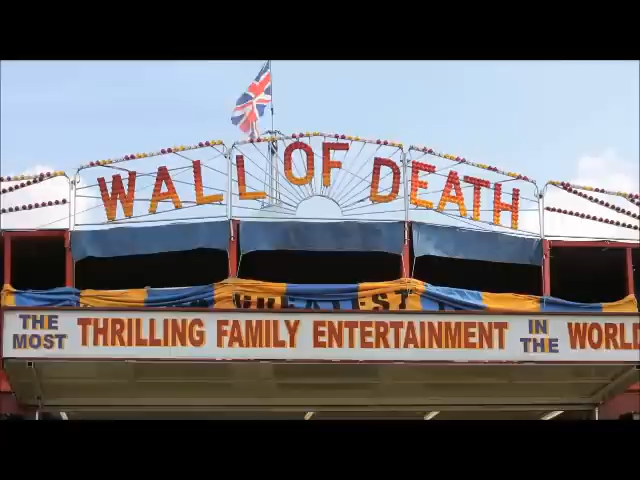 WALL OF DEATH
GREATEST
THE MOST THRILLING FAMILY ENTERTAINMENT IN THE WORLD